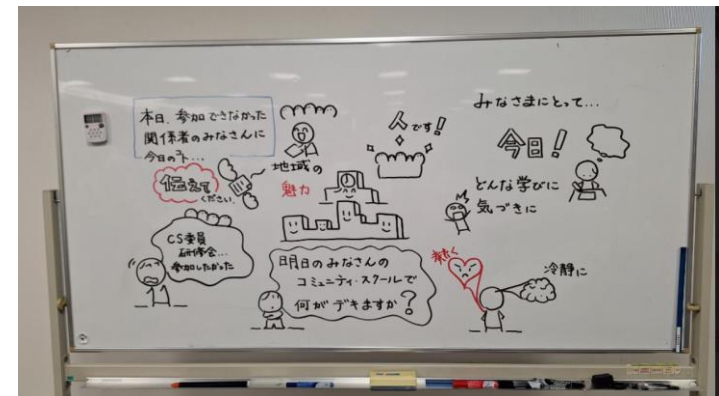 本日、参加できなかった
関係者のみなさんに
今日のコト...
伝えて
ください
地域の
魅力
人です!
みなさまにとって...
今日!
どんな学びに
気づきに
CS委員
研修会...
参加したかった
明日のみなさんの
コミュニティ・スクールで
何がデキますか?
熱く
冷静に